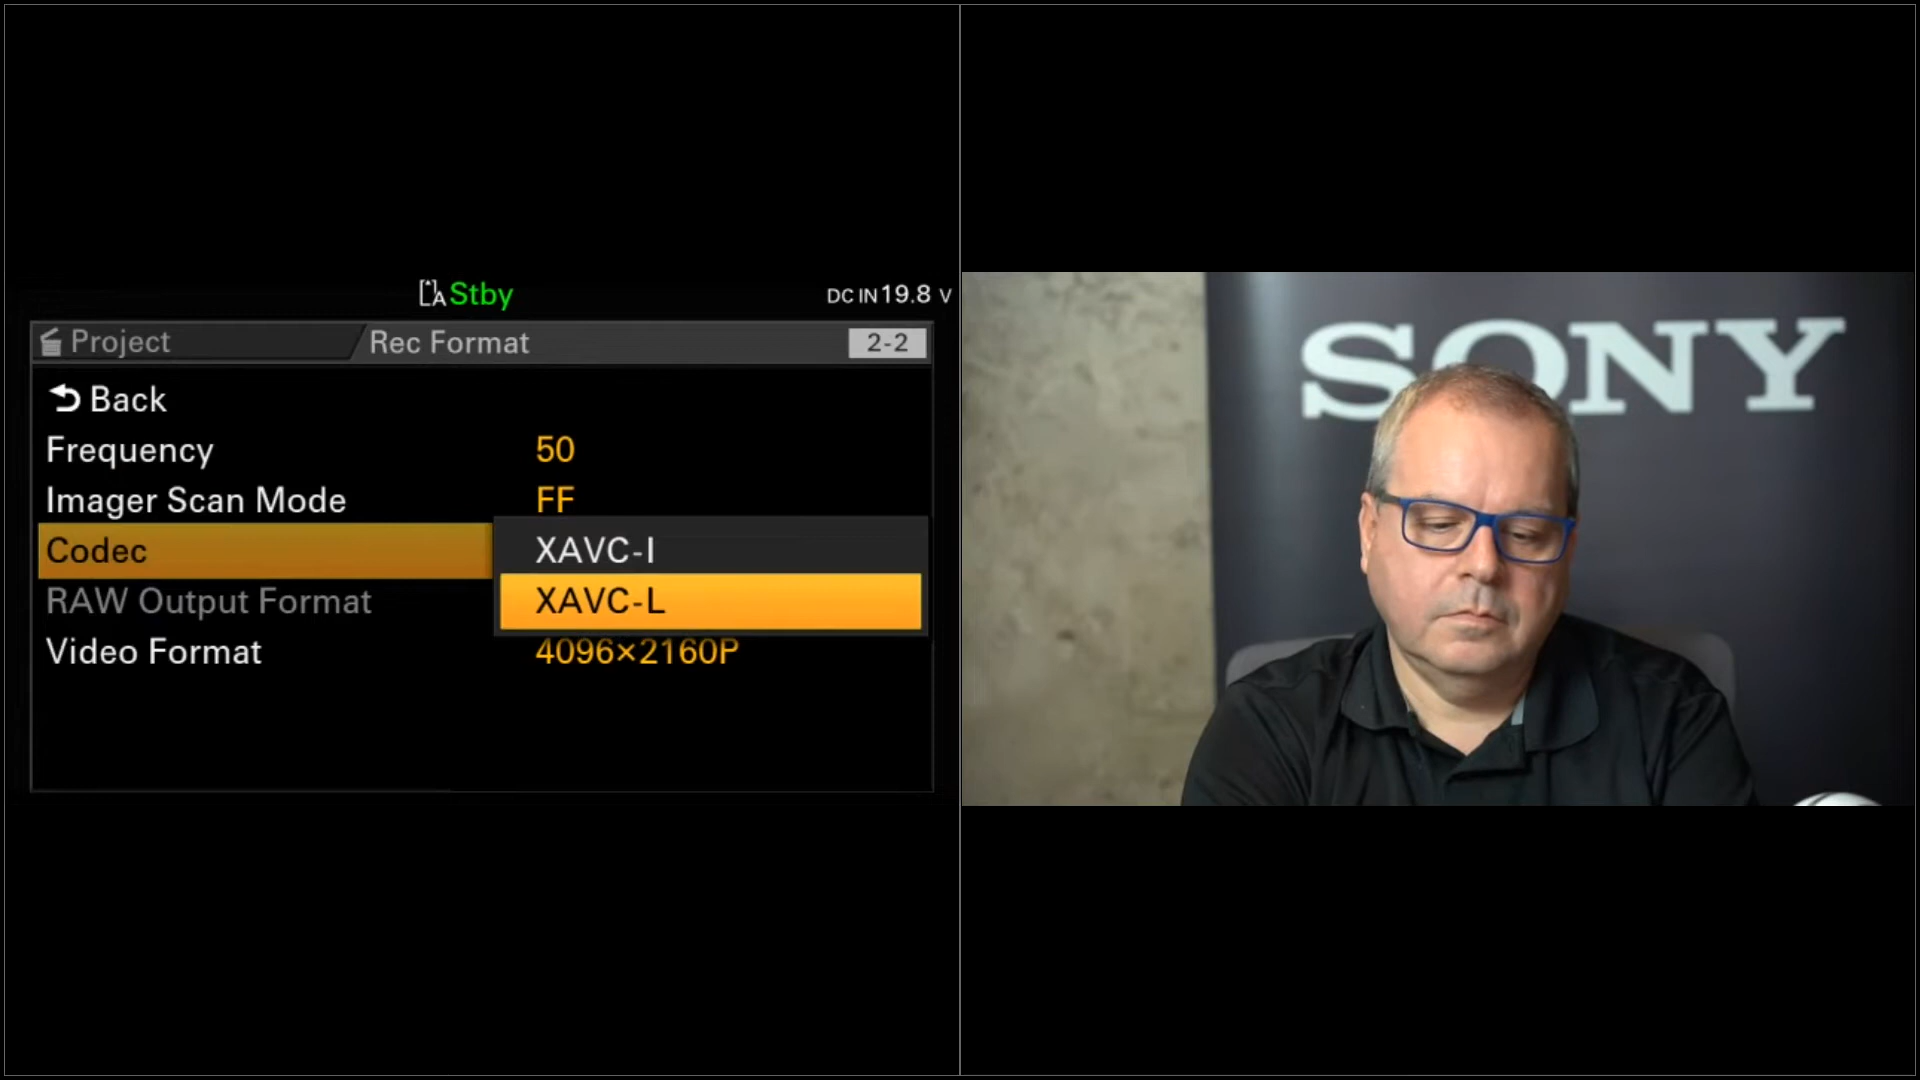 A Stby
DC IN 19.8 V
Project
Rec Format
2-2
Back
Frequency 50
Imager Scan Mode FF
Codec XAVC-I
RAW Output Format XAVC-L
Video Format 4096×2160P
SONY